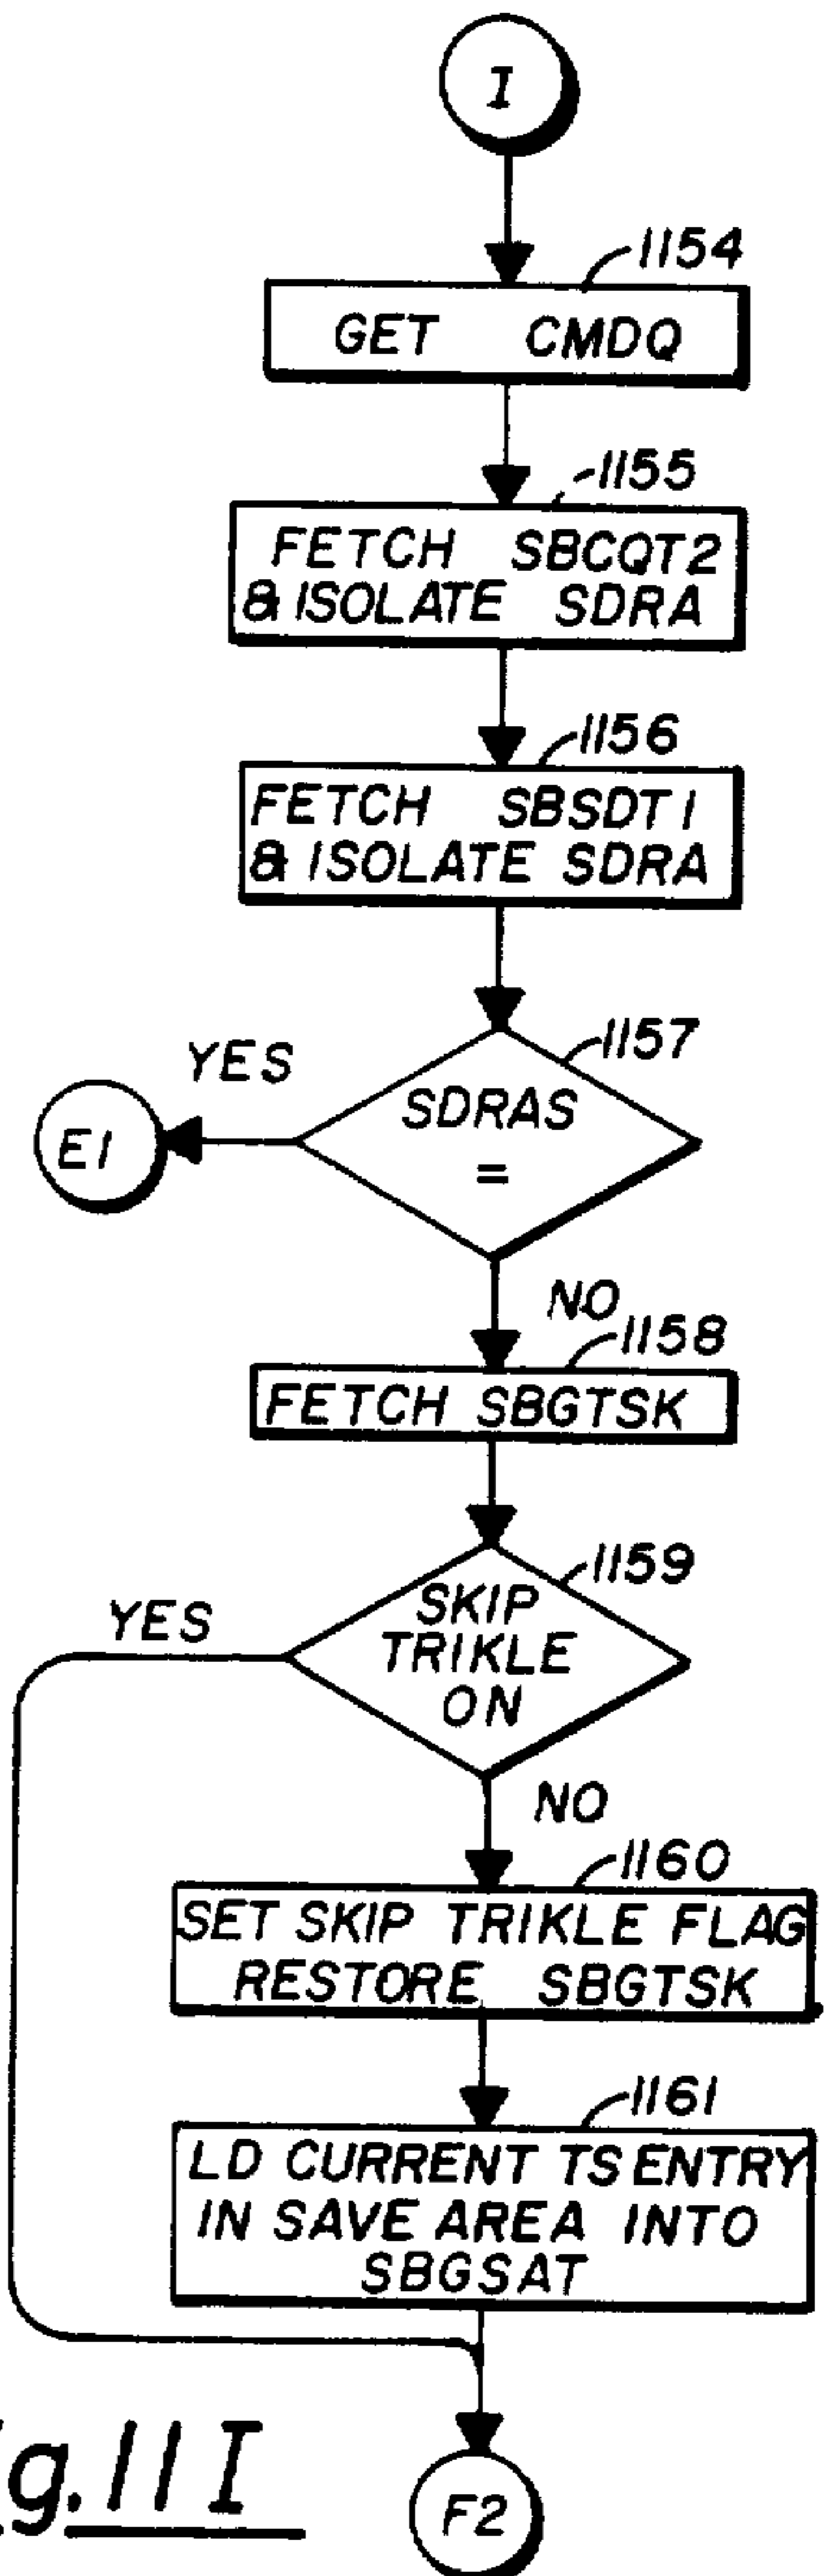 I
1154
GET CMDQ
1155
FETCH SBCQT2
& ISOLATE SDRA
1156
FETCH SBSDT1
& ISOLATE SDRA
1157
YES
SDRAS
=
E1
NO
1158
FETCH SBGTSK
1159
SKIP
TRIKLE
ON
YES
NO
1160
SET SKIP TRIKLE FLAG
RESTORE SBGTSK
1161
LD CURRENT TS ENTRY
IN SAVE AREA INTO
SBGSAT
g. 11 I
F2